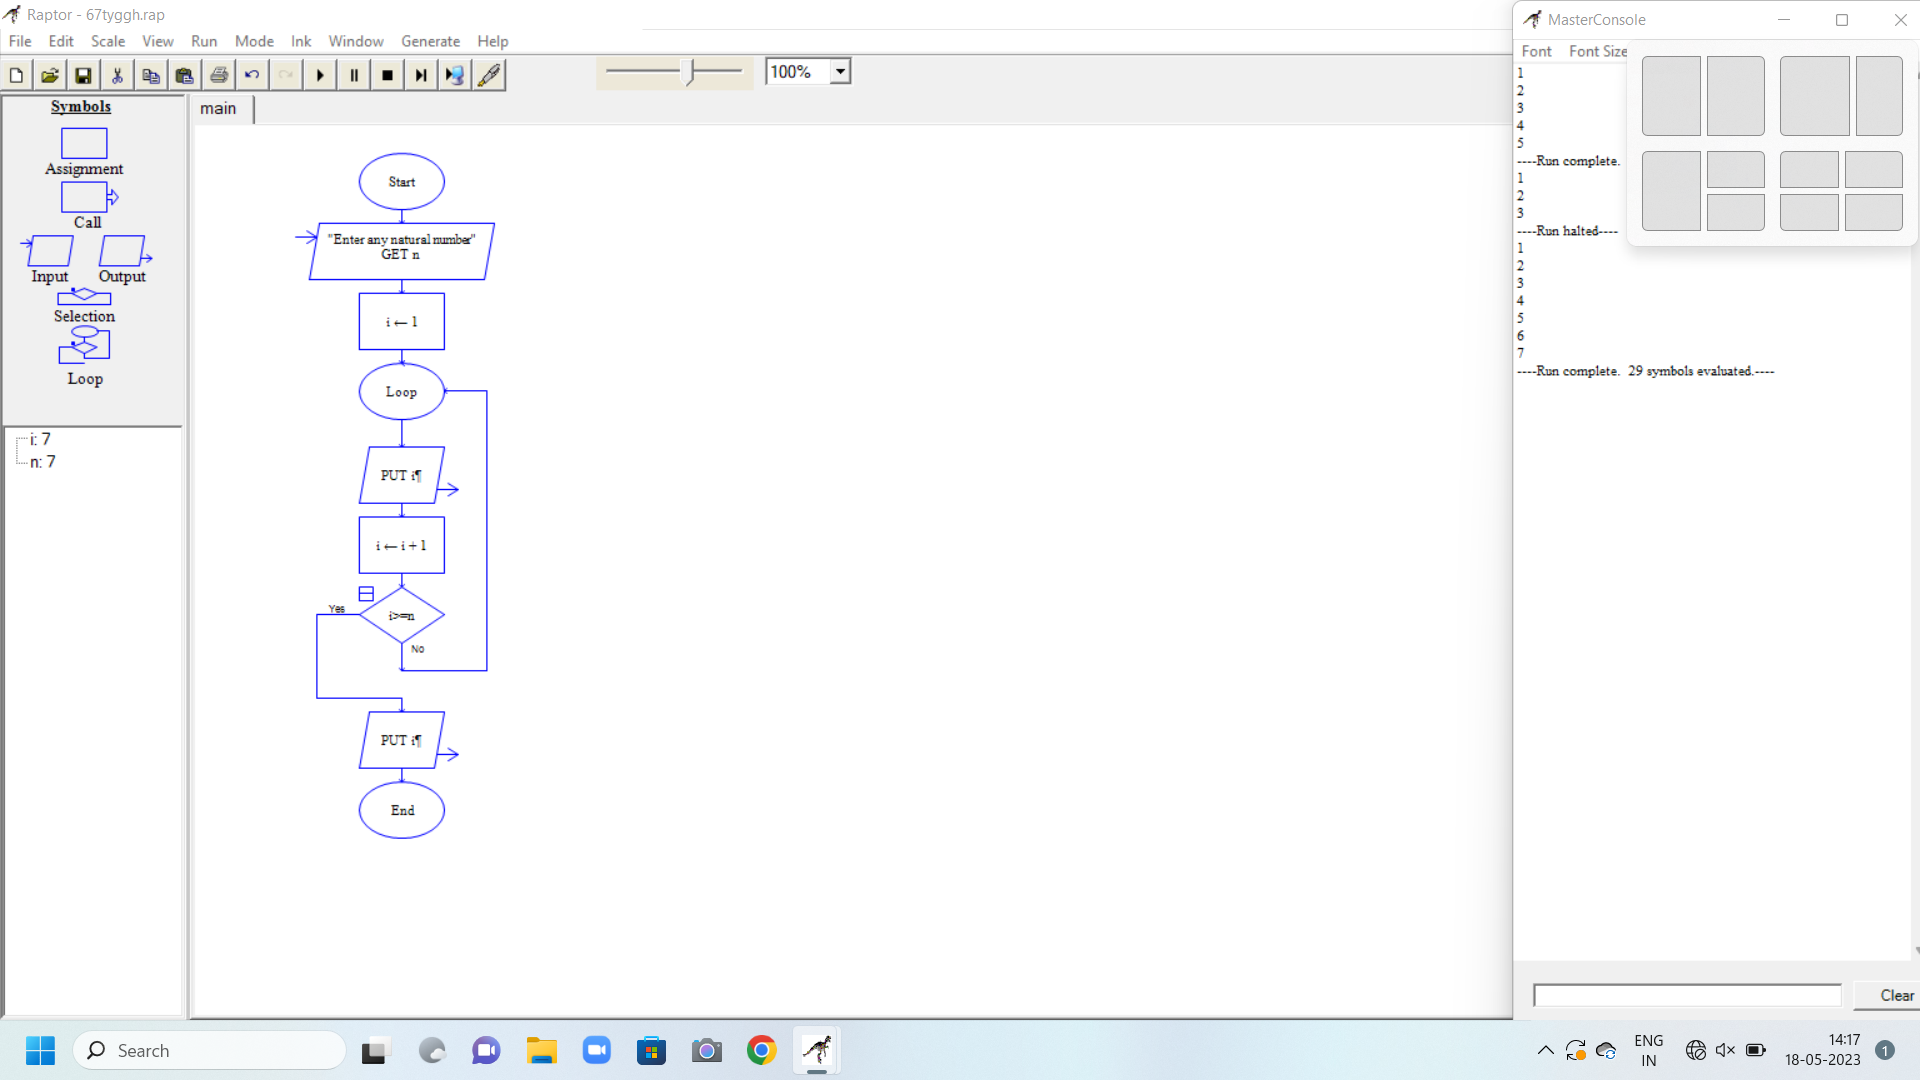 Raptor - 67tyggh.rap
File Edit Scale View Run Mode Ink Window Generate Help
100%
Symbols
Assignment
Call
Input Output
Selection
Loop
i: 7
n: 7
main
Start
"Enter any natural number"
GET n
i ← 1
Loop
PUT i¶
i ← i + 1
Yes
i>=n
No
PUT i¶
End
MasterConsole
Font Font Size
1
2
3
4
5
----Run complete.
1
2
3
----Run halted----
1
2
3
4
5
6
7
----Run complete.  29 symbols evaluated.----
Clear
Search
ENG
IN
14:17
18-05-2023
1